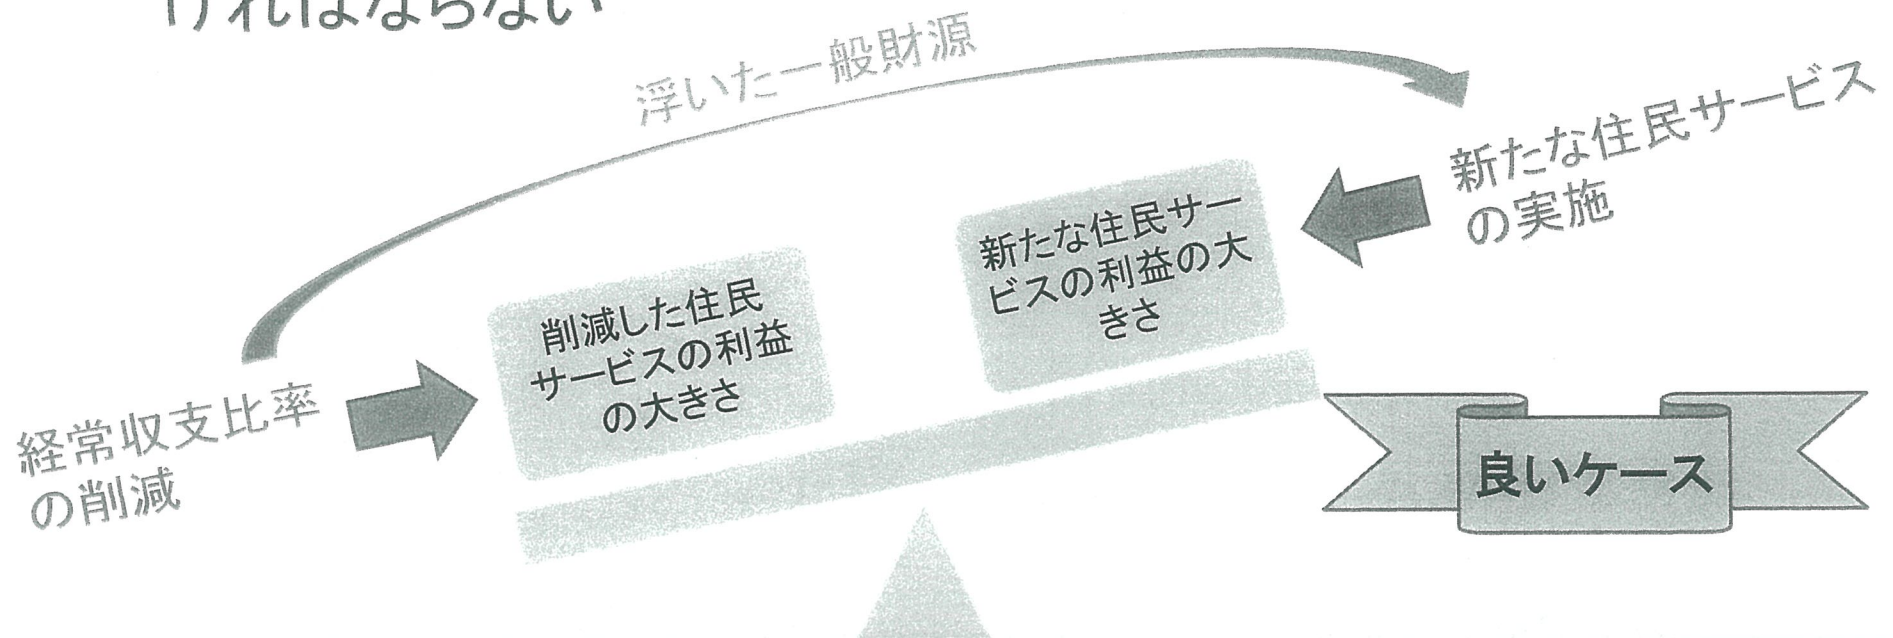 ければならない
浮いた一般財源
新たな住民サービス
の実施
新たな住民サー
ビスの利益の大
きさ
削減した住民
サービスの利益
の大きさ
経常収支比率
の削減
良いケース